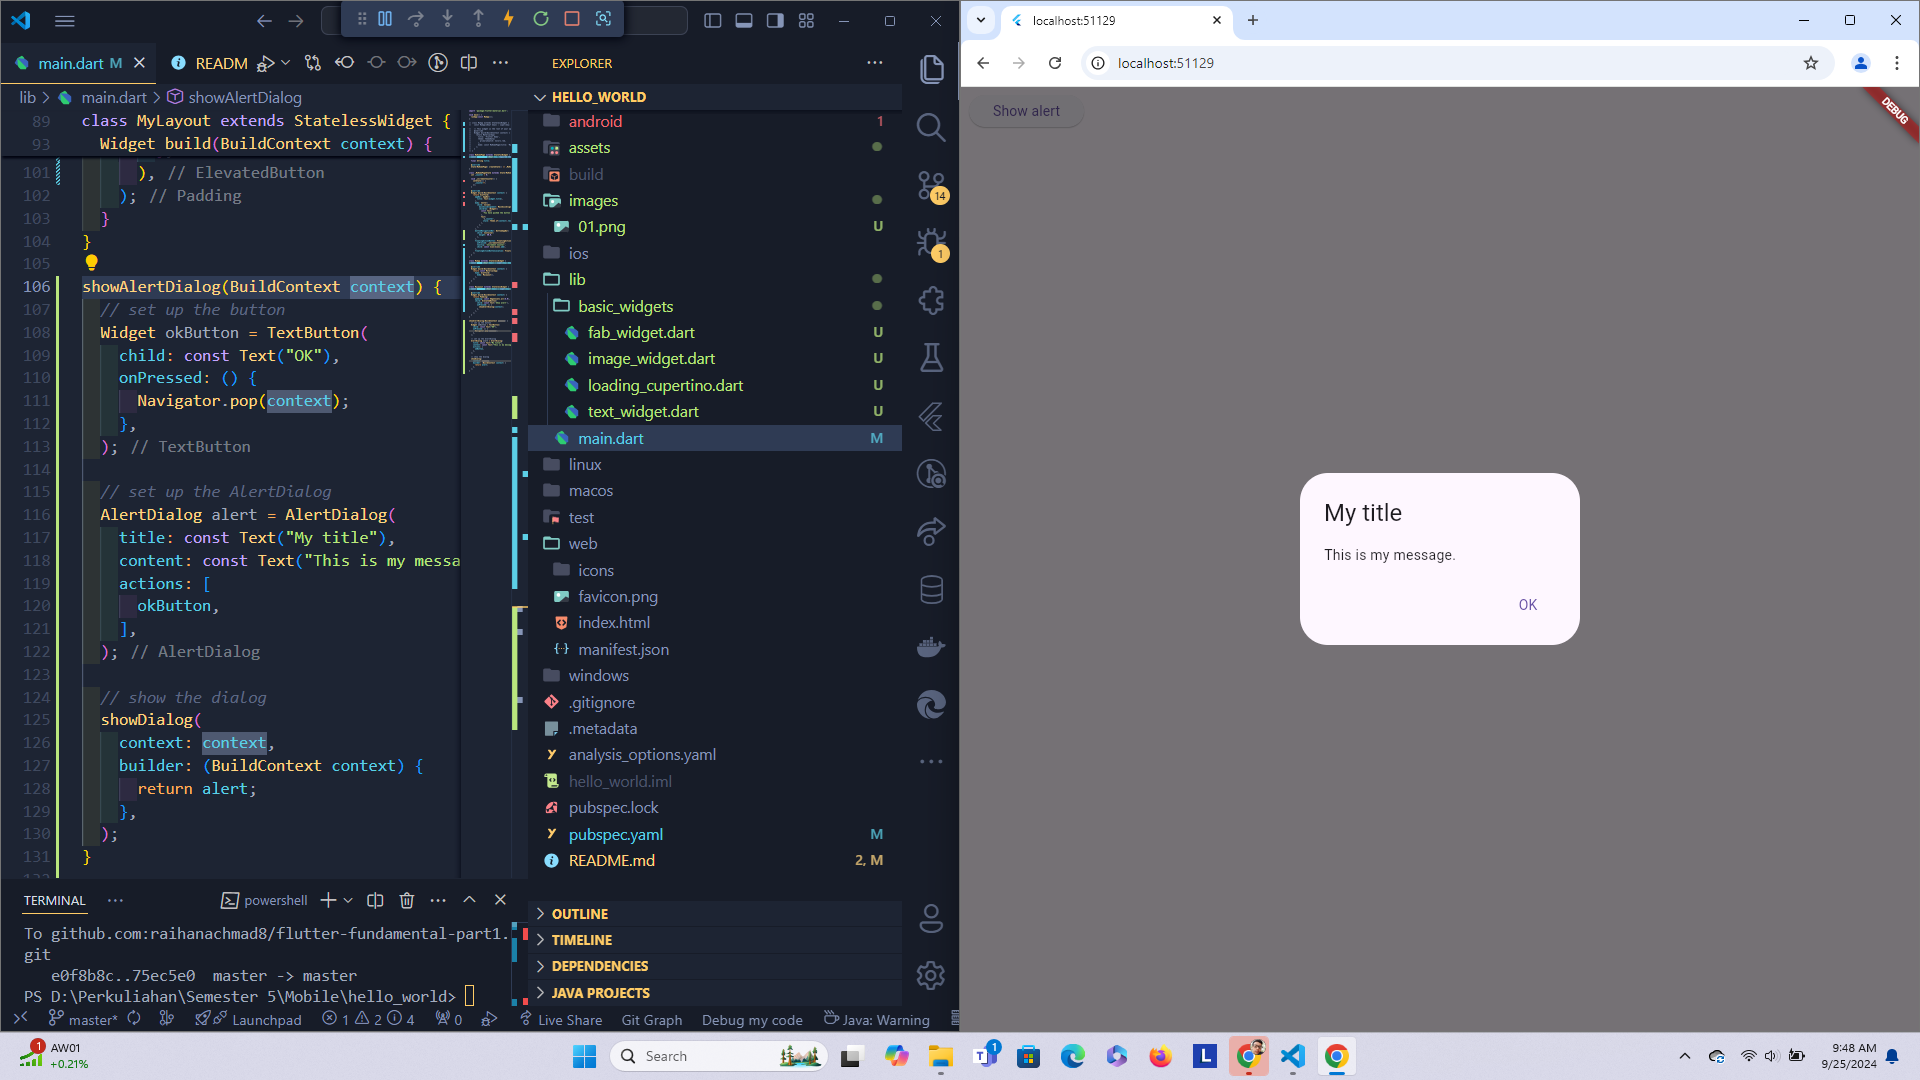 main.dart M
READM
lib > main.dart > showAlertDialog
89 class MyLayout extends StatelessWidget {
93 Widget build(BuildContext context) {
101 ), // ElevatedButton
102 ); // Padding
103 }
104 }
105
106 showAlertDialog(BuildContext context) {
107 // set up the button
108 Widget okButton = TextButton(
109 child: const Text("OK"),
110 onPressed: () {
111 Navigator.pop(context);
112 },
113 ); // TextButton
114
115 // set up the AlertDialog
116 AlertDialog alert = AlertDialog(
117 title: const Text("My title"),
118 content: const Text("This is my messa
119 actions: [
120 okButton,
121 ],
122 ); // AlertDialog
123
124 // show the dialog
125 showDialog(
126 context: context,
127 builder: (BuildContext context) {
128 return alert;
129 },
130 );
131 }
TERMINAL
powershell
To github.com:raihanachmad8/flutter-fundamental-part1.
git
e0f8b8c..75ec5e0 master -> master
PS D:\Perkuliahan\Semester 5\Mobile\hello_world>
EXPLORER
HELLO_WORLD
android 1
assets
build
images
01.png U
ios
lib
basic_widgets
fab_widget.dart U
image_widget.dart U
loading_cupertino.dart U
text_widget.dart U
main.dart M
linux
macos
test
web
icons
favicon.png
index.html
manifest.json
windows
.gitignore
.metadata
analysis_options.yaml
hello_world.iml
pubspec.lock
pubspec.yaml M
README.md 2, M
OUTLINE
TIMELINE
DEPENDENCIES
JAVA PROJECTS
14
1
master* Launchpad 1 2 4 0 Live Share Git Graph Debug my code Java: Warning
localhost:51129
localhost:51129
Show alert
DEBUG
My title
This is my message.
OK
1
AW01
+0.21%
Search
1
9:48 AM
9/25/2024